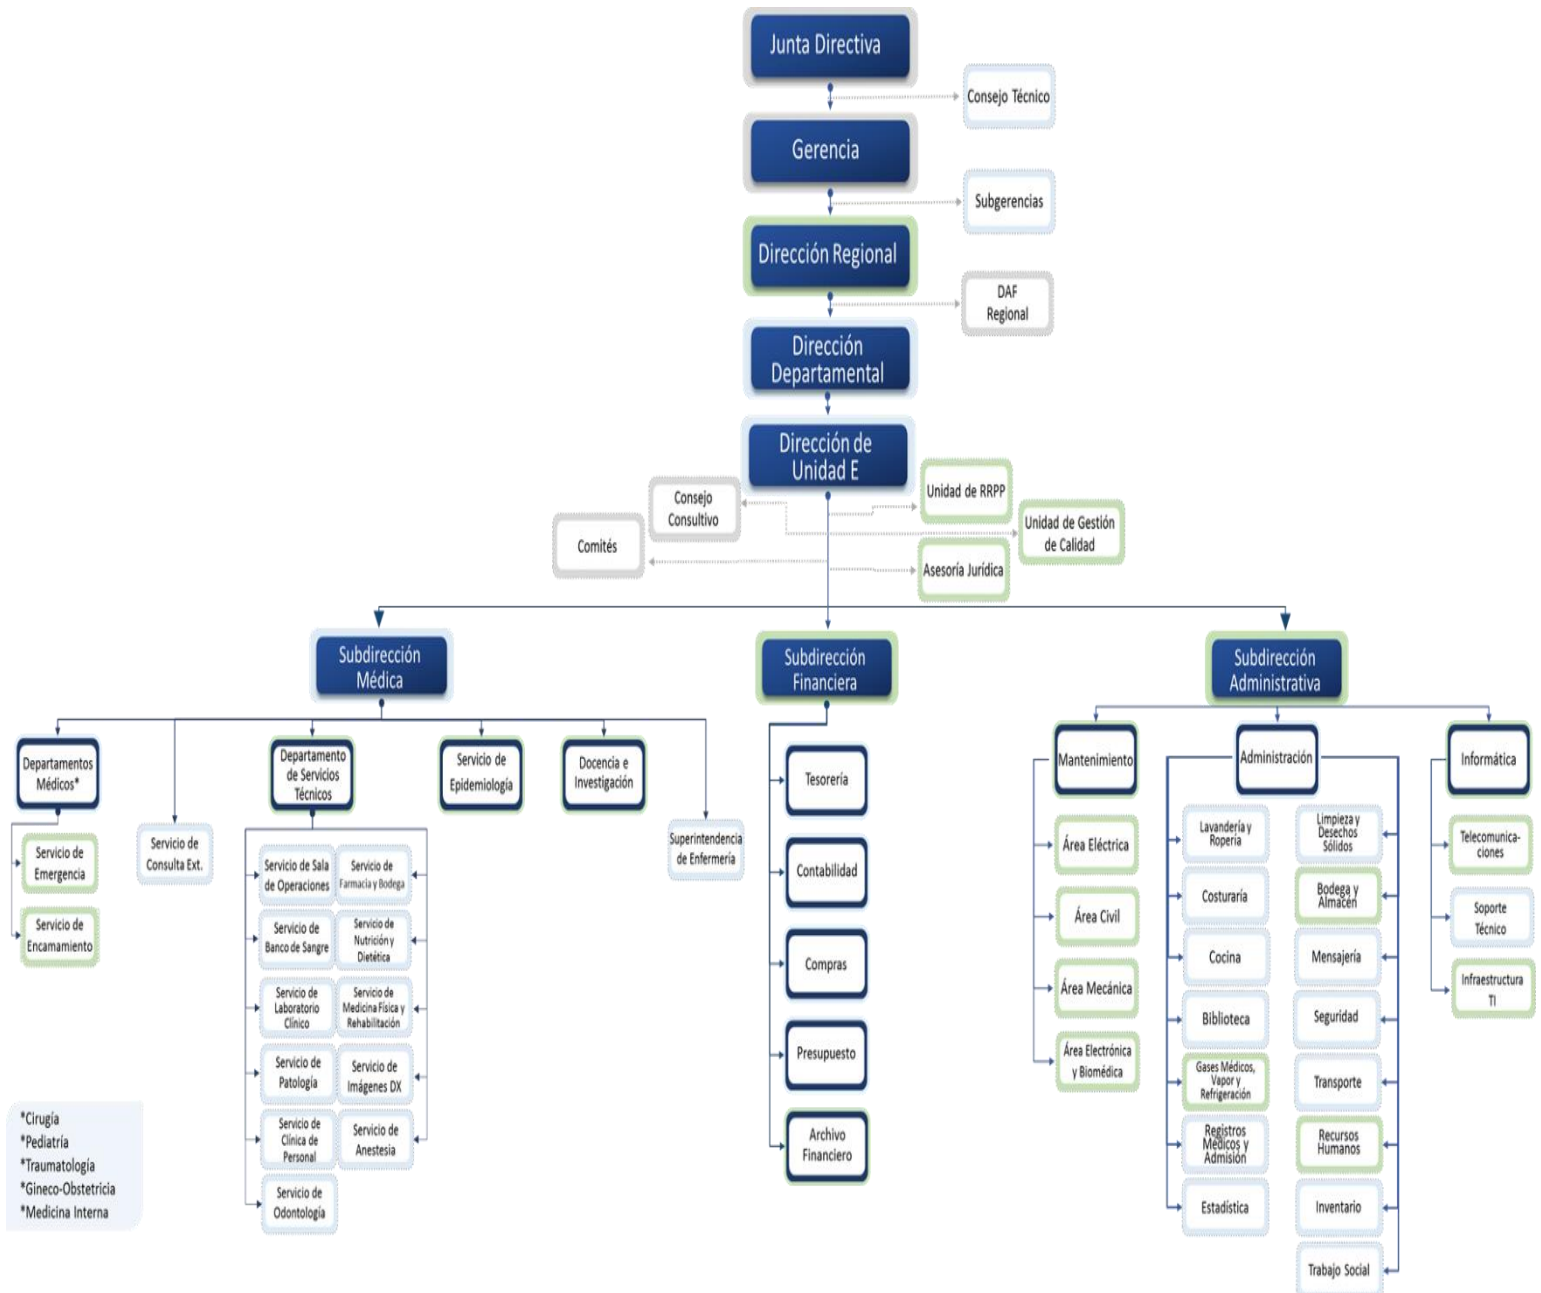 Junta Directiva
Consejo Técnico
Gerencia
Subgerencias
Dirección Regional
DAF
Regional
Dirección
Departamental
Dirección de
Unidad E
Unidad de RRPP
Consejo
Consultivo
Unidad de Gestión
de Calidad
Comités
Asesoría Jurídica
Subdirección
Médica
Subdirección
Financiera
Subdirección
Administrativa
Departamentos
Médicos*
Servicio de
Emergencia
Servicio de
Encamamiento
Servicio de
Consulta Ext.
Departamento
de Servicios
Técnicos
Servicio de Sala
de Operaciones
Servicio de
Farmacia y Bodega
Servicio de
Banco de Sangre
Servicio de
Nutrición y
Dietética
Servicio de
Laboratorio
Clínico
Servicio de
Medicina Física y
Rehabilitación
Servicio de
Patología
Servicio de
Imágenes DX
Servicio de
Clínica de
Personal
Servicio de
Anestesia
Servicio de
Odontología
Servicio de
Epidemiología
Docencia e
Investigación
Superintendencia
de Enfermería
Tesorería
Contabilidad
Compras
Presupuesto
Archivo
Financiero
Mantenimiento
Área Eléctrica
Área Civil
Área Mecánica
Área Electrónica
y Biomédica
Administración
Lavandería y
Ropería
Limpieza y
Desechos
Sólidos
Costuraría
Bodega y
Almacén
Cocina
Mensajería
Biblioteca
Seguridad
Gases Médicos,
Vapor y
Refrigeración
Transporte
Registros
Médicos y
Admisión
Recursos
Humanos
Estadística
Inventario
Trabajo Social
Informática
Telecomunica-
ciones
Soporte
Técnico
Infraestructura
TI
*Cirugía
*Pediatría
*Traumatología
*Gineco-Obstetricia
*Medicina Interna